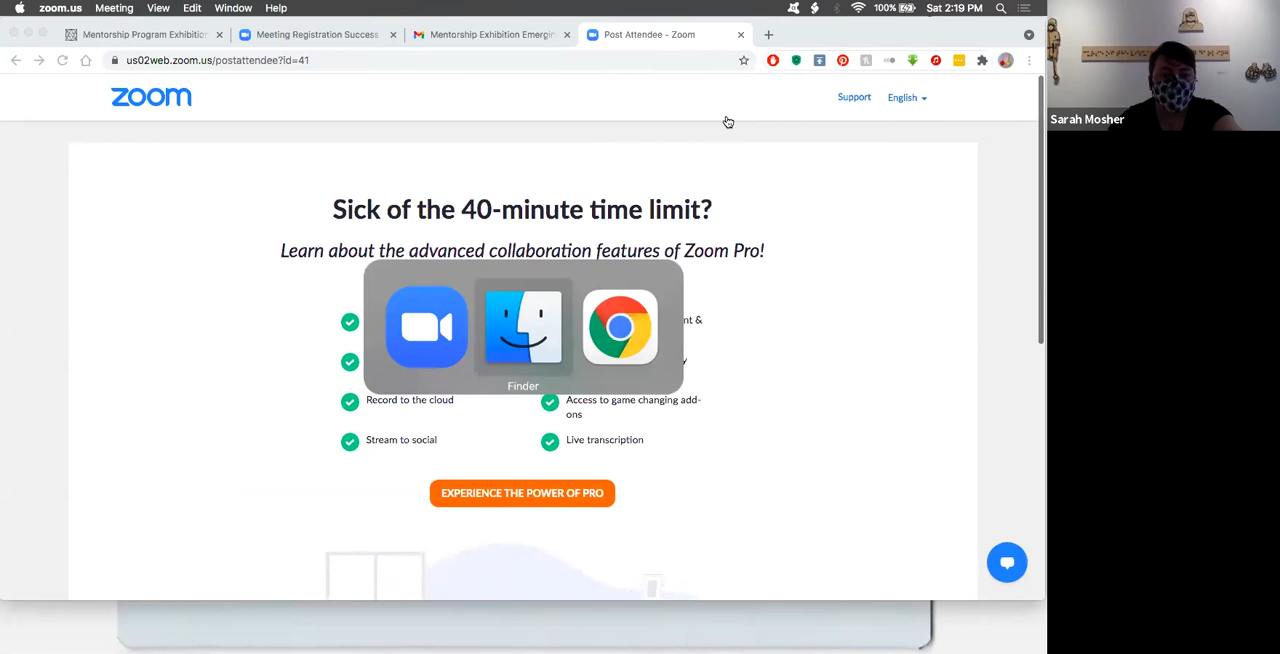 zoom.us Meeting View Edit Window Help 100% Sat 2:19 PM
Mentorship Program Exhibition Meeting Registration Success Mentorship Exhibition Emergin Post Attendee - Zoom
us02web.zoom.us/postattendee?id=41
zoom Support English
Sarah Mosher
Sick of the 40-minute time limit?
Learn about the advanced collaboration features of Zoom Pro!
nt &
Finder
Record to the cloud
Access to game changing add-
ons
Stream to social
Live transcription
EXPERIENCE THE POWER OF PRO